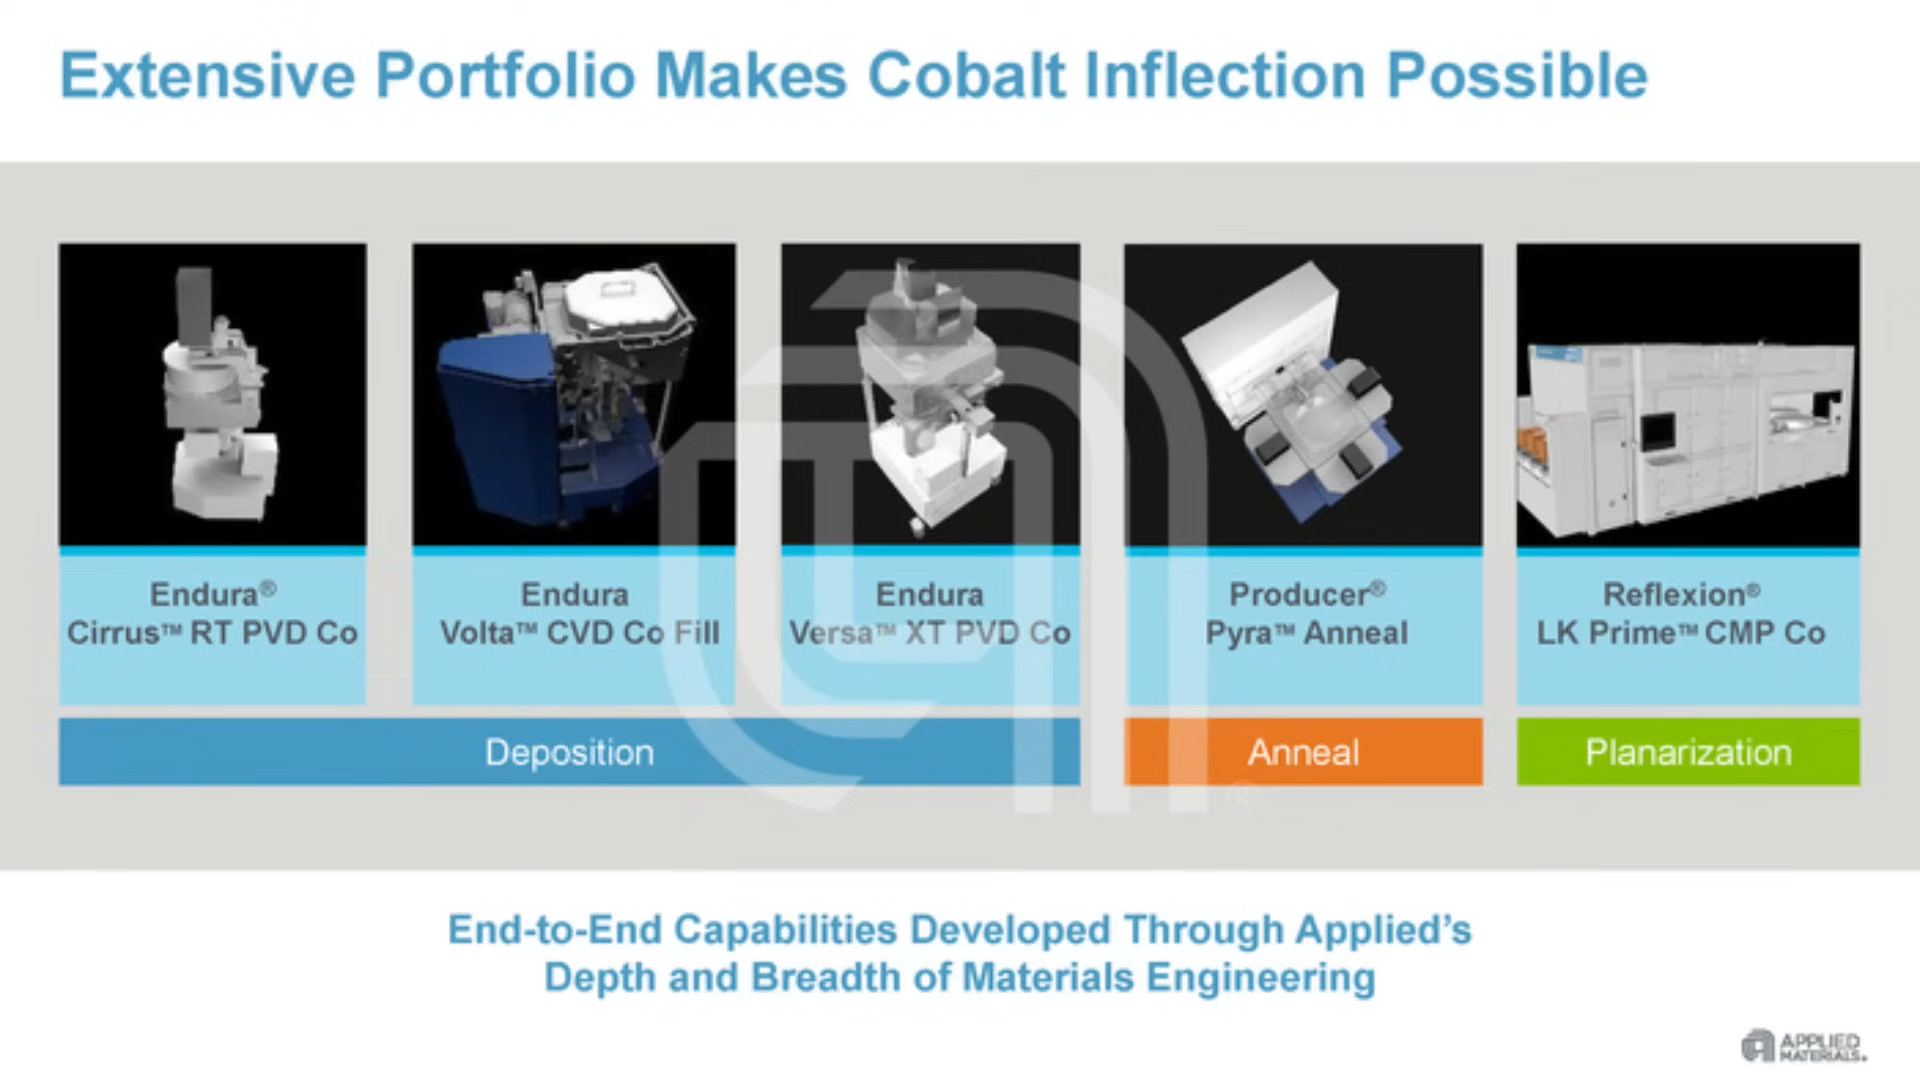 Extensive Portfolio Makes Cobalt Inflection Possible
Endura®
Cirrus™ RT PVD Co
Endura
Volta™ CVD Co Fill
Endura
Versa™ XT PVD Co
Producer®
Pyra™ Anneal
Reflexion®
LK Prime™ CMP Co
Deposition
Anneal
Planarization
®
End-to-End Capabilities Developed Through Applied’s
Depth and Breadth of Materials Engineering
APPLIED
MATERIALS®